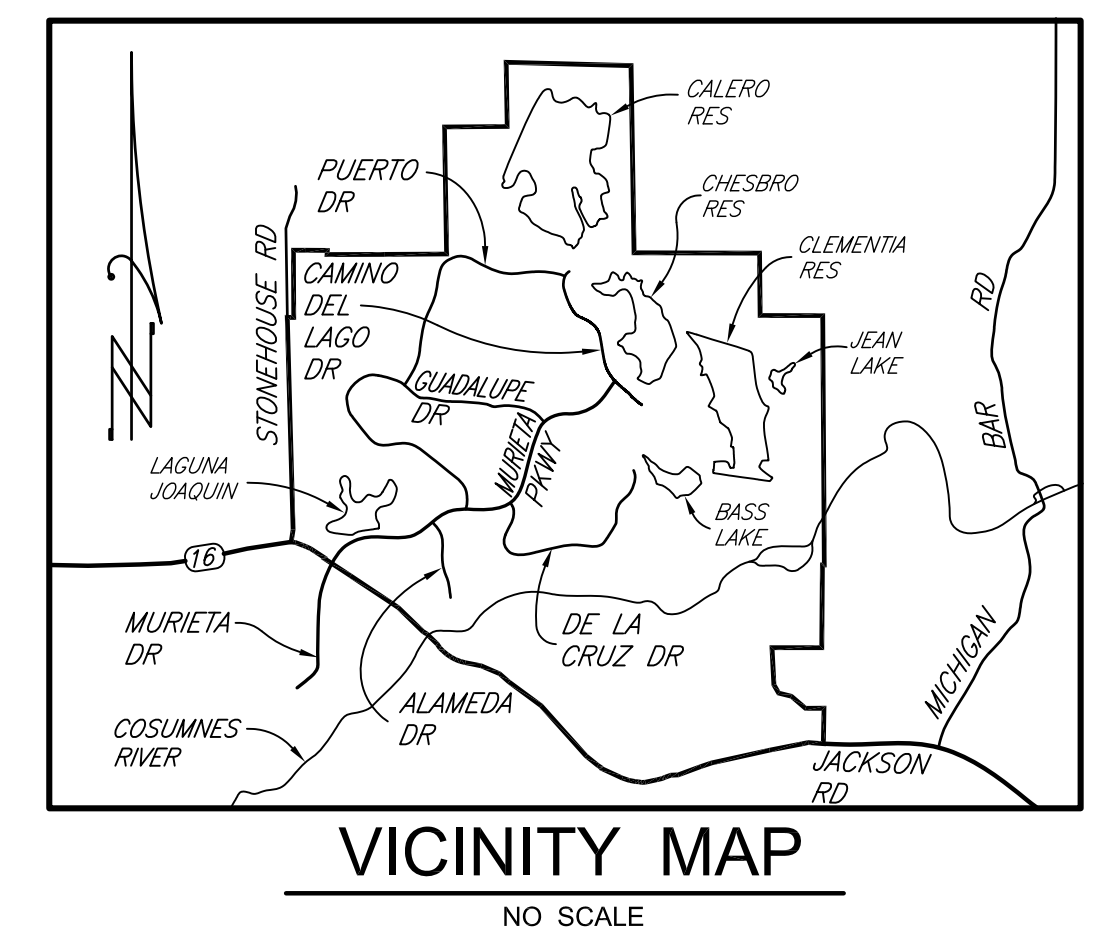 CALERO
RES
PUERTO
DR
CHESBRO
RES
STONEHOUSE RD
CAMINO
DEL
LAGO
DR
CLEMENTIA
RES
JEAN
LAKE
MICHIGAN BAR RD
GUADALUPE
DR
MURIETA
PKWY
LAGUNA
JOAQUIN
BASS
LAKE
16
N
MURIETA
DR
DE LA
CRUZ DR
ALAMEDA
DR
COSUMNES
RIVER
JACKSON
RD
VICINITY MAP
NO SCALE